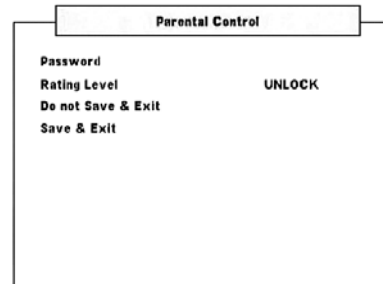 Parental Control
Password
Rating Level UNLOCK
Do not Save & Exit
Save & Exit